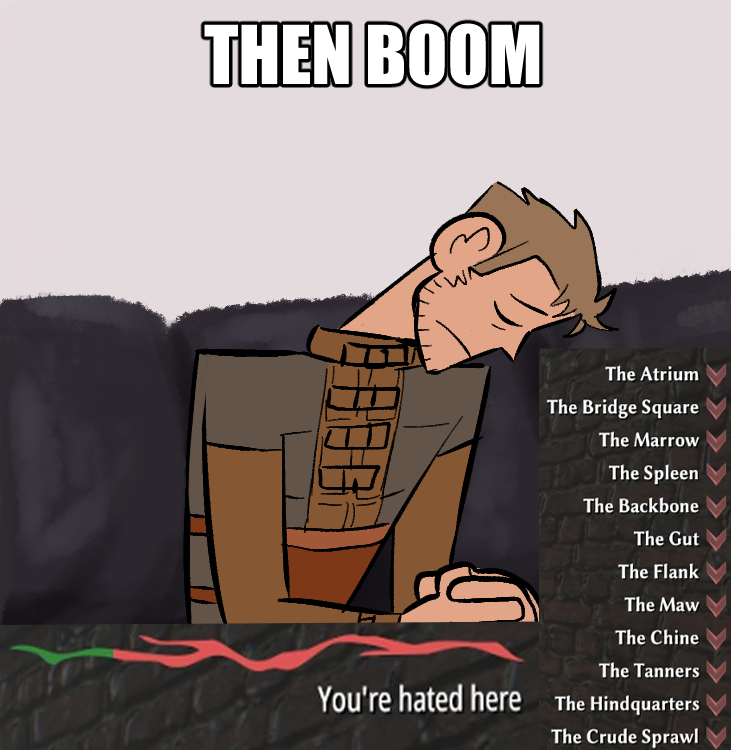 THEN BOOM
The Atrium
The Bridge Square
The Marrow
The Spleen
The Backbone
The Gut
The Flank
The Maw
The Chine
The Tanners
The Hindquarters
The Crude Sprawl
You're hated here